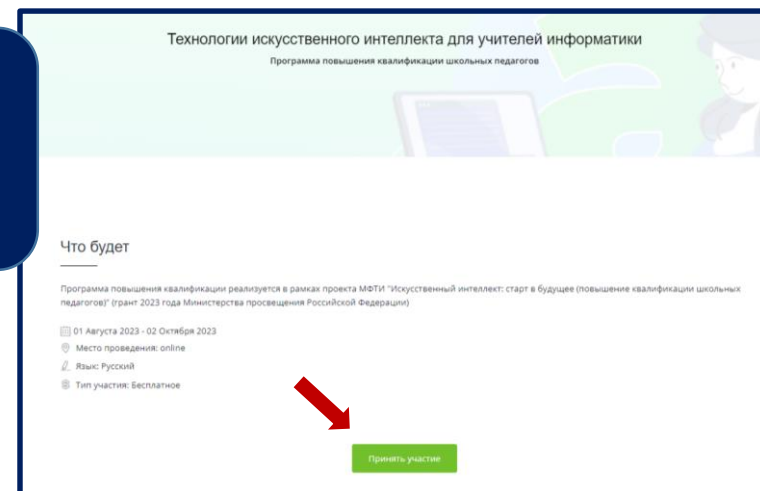 Технологии искусственного интеллекта для учителей информатики
Программа повышения квалификации школьных педагогов
Что будет
Программа повышения квалификации реализуется в рамках проекта МФТИ "Искусственный интеллект: старт в будущее (повышение квалификации школьных
педагогов)" (грант 2023 года Министерства просвещения Российской Федерации)
01 Августа 2023 - 02 Октября 2023
Место проведения: online
Язык: Русский
Тип участия: Бесплатное
Принять участие